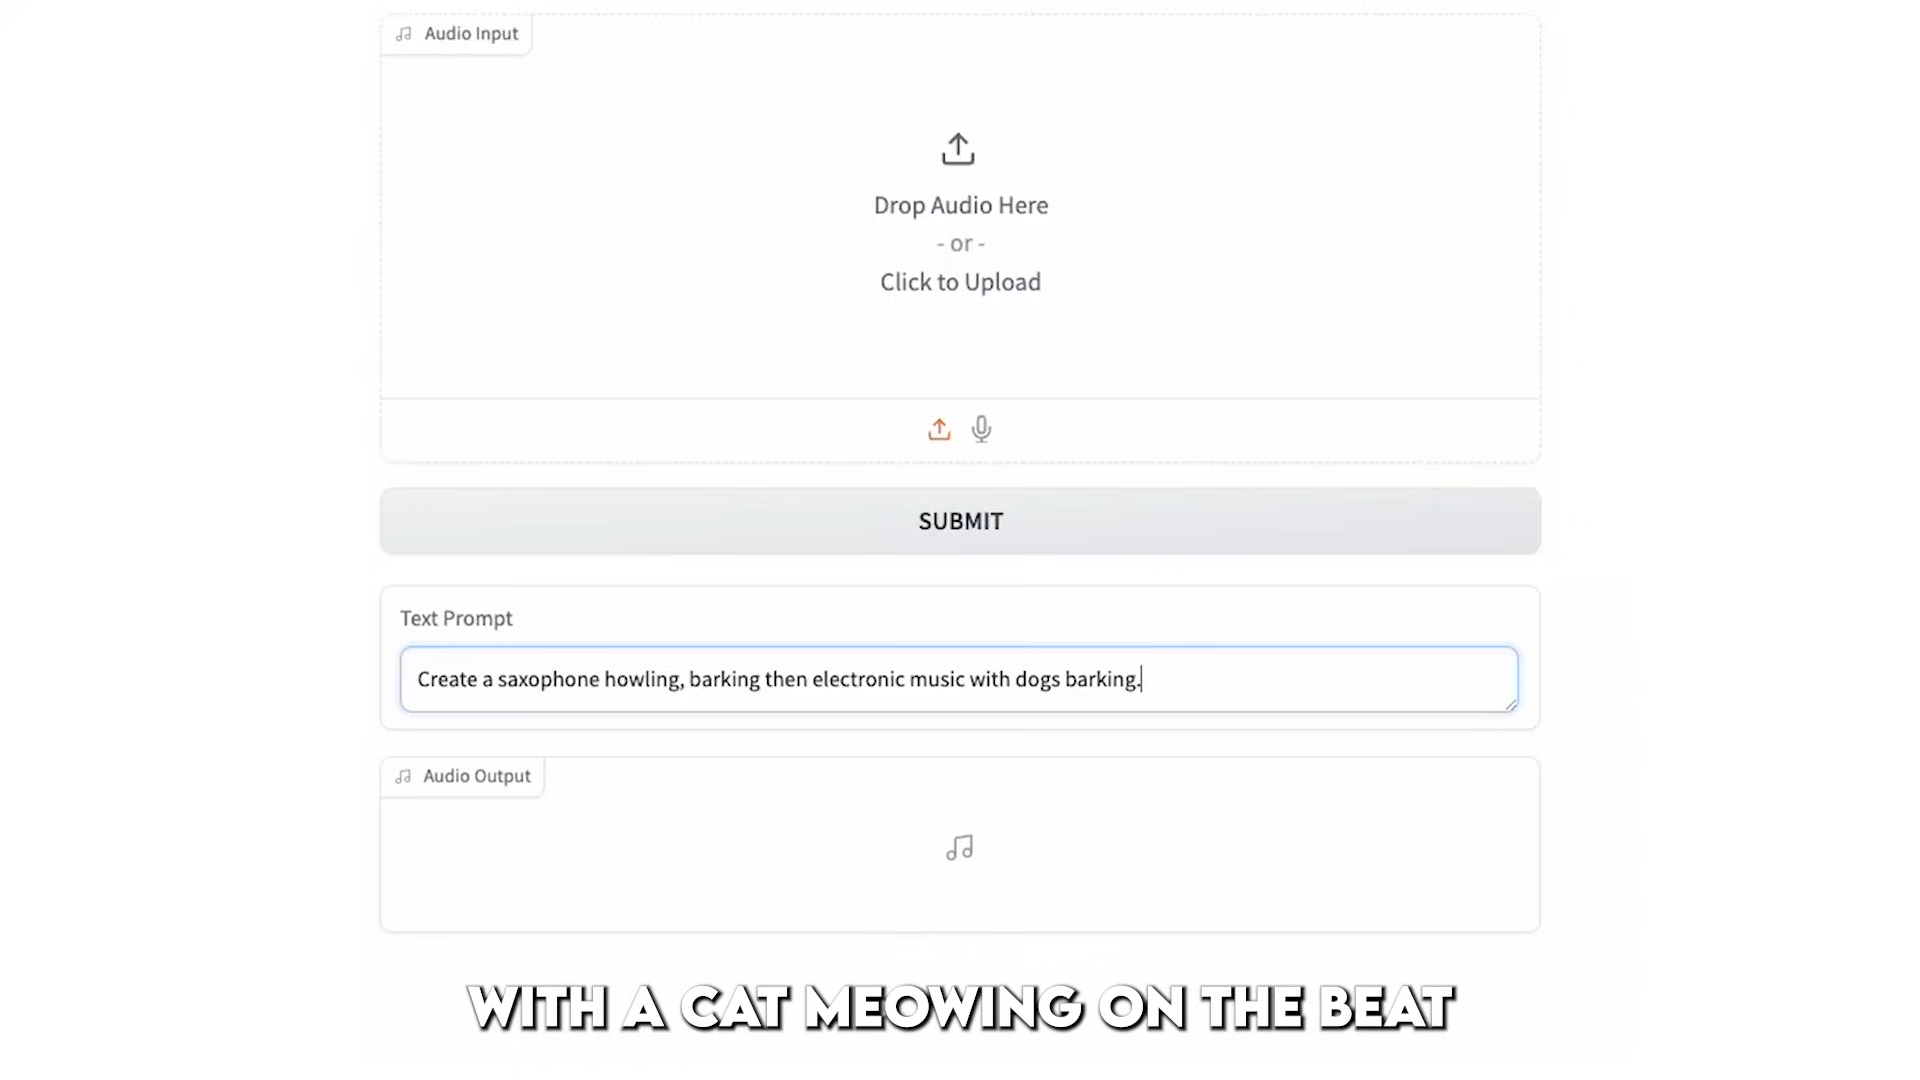 Audio Input
Drop Audio Here
- or -
Click to Upload
SUBMIT
Text Prompt
Create a saxophone howling, barking then electronic music with dogs barking.
Audio Output
WITH A CAT MEOWING ON THE BEAT